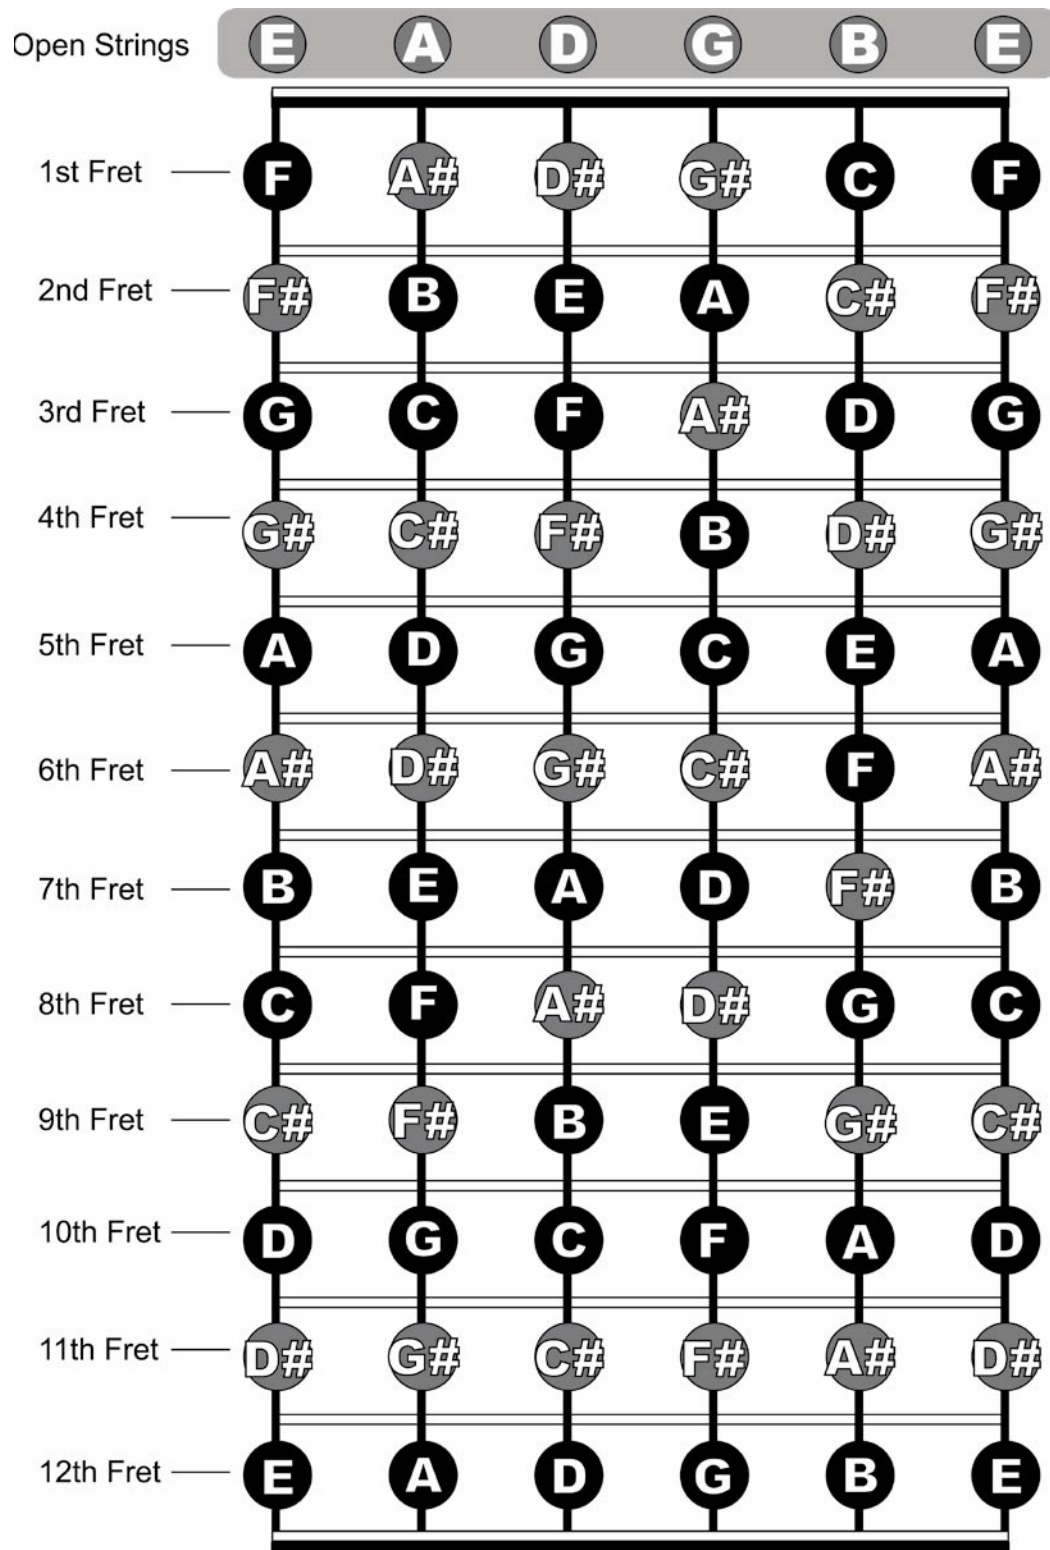 Open Strings E A D G B E
1st Fret F A# D# G# C F
2nd Fret F# B E A C# F#
3rd Fret G C F A# D G
4th Fret G# C# F# B D# G#
5th Fret A D G C E A
6th Fret A# D# G# C# F A#
7th Fret B E A D F# B
8th Fret C F A# D# G C
9th Fret C# F# B E G# C#
10th Fret D G C F A D
11th Fret D# G# C# F# A# D#
12th Fret E A D G B E